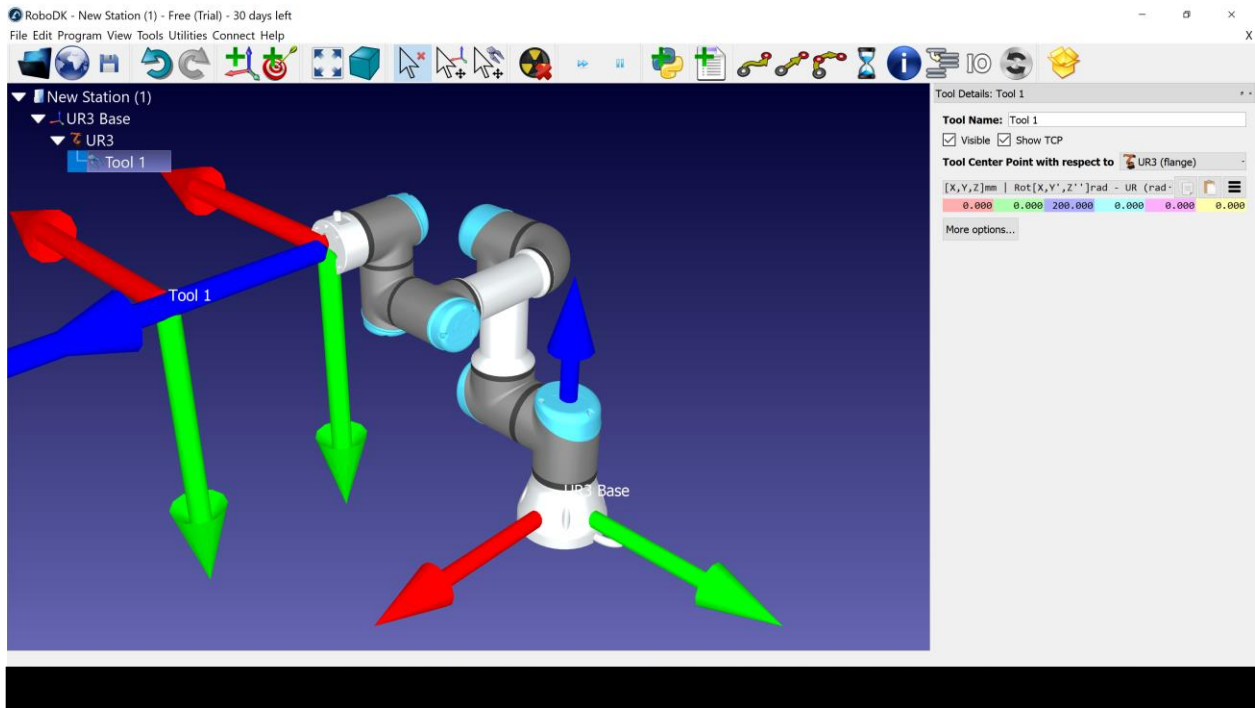 RoboDK - New Station (1) - Free (Trial) - 30 days left
File Edit Program View Tools Utilities Connect Help
X
IO
New Station (1)
UR3 Base
UR3
Tool 1
Tool 1
UR3 Base
Tool Details: Tool 1
Tool Name: Tool 1
Visible Show TCP
Tool Center Point with respect to UR3 (flange)
[X,Y,Z]mm | Rot[X,Y',Z'']rad - UR (rad
0.000 0.000 200.000 0.000 0.000 0.000
More options...